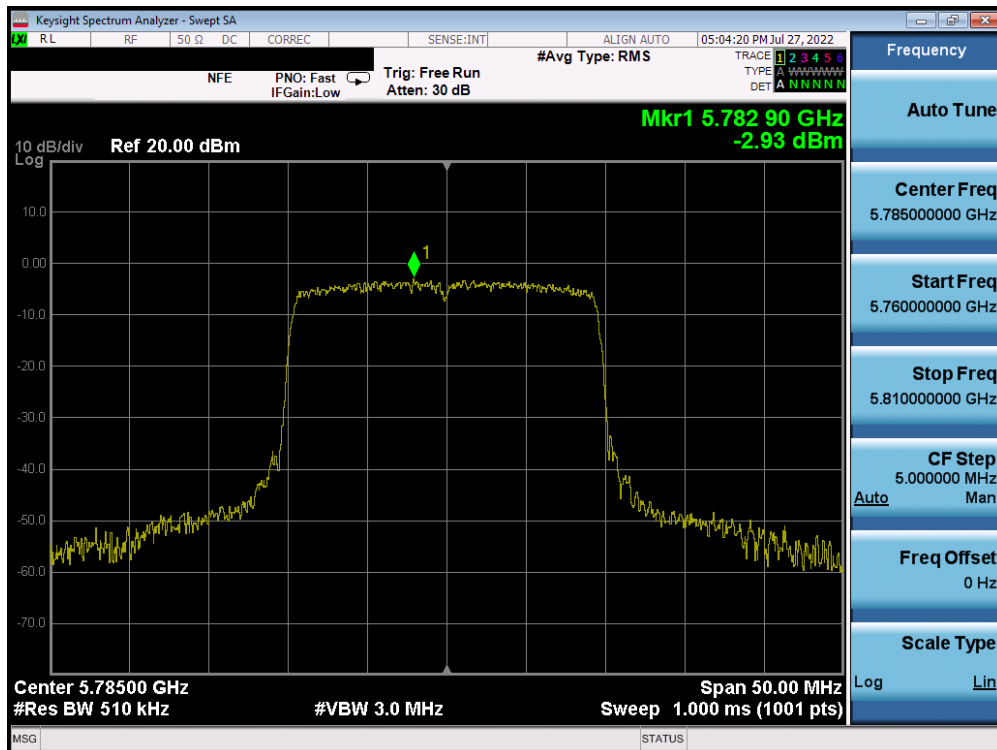 Keysight Spectrum Analyzer - Swept SA
LXI RL RF 50 Ω DC CORREC SENSE:INT ALIGN AUTO 05:04:20 PM Jul 27, 2022
NFE PNO: Fast Trig: Free Run #Avg Type: RMS TRACE 1 2 3 4 5 6
IFGain:Low Atten: 30 dB TYPE A WWWWWW
DET A N N N N N
Mkr1 5.782 90 GHz
-2.93 dBm
10 dB/div Ref 20.00 dBm
Log
1
10.0
0.00
-10.0
-20.0
-30.0
-40.0
-50.0
-60.0
-70.0
Center 5.78500 GHz Span 50.00 MHz
#Res BW 510 kHz #VBW 3.0 MHz Sweep 1.000 ms (1001 pts)
MSG STATUS
Frequency
Auto Tune
Center Freq
5.785000000 GHz
Start Freq
5.760000000 GHz
Stop Freq
5.810000000 GHz
CF Step
5.000000 MHz
Auto Man
Freq Offset
0 Hz
Scale Type
Log Lin